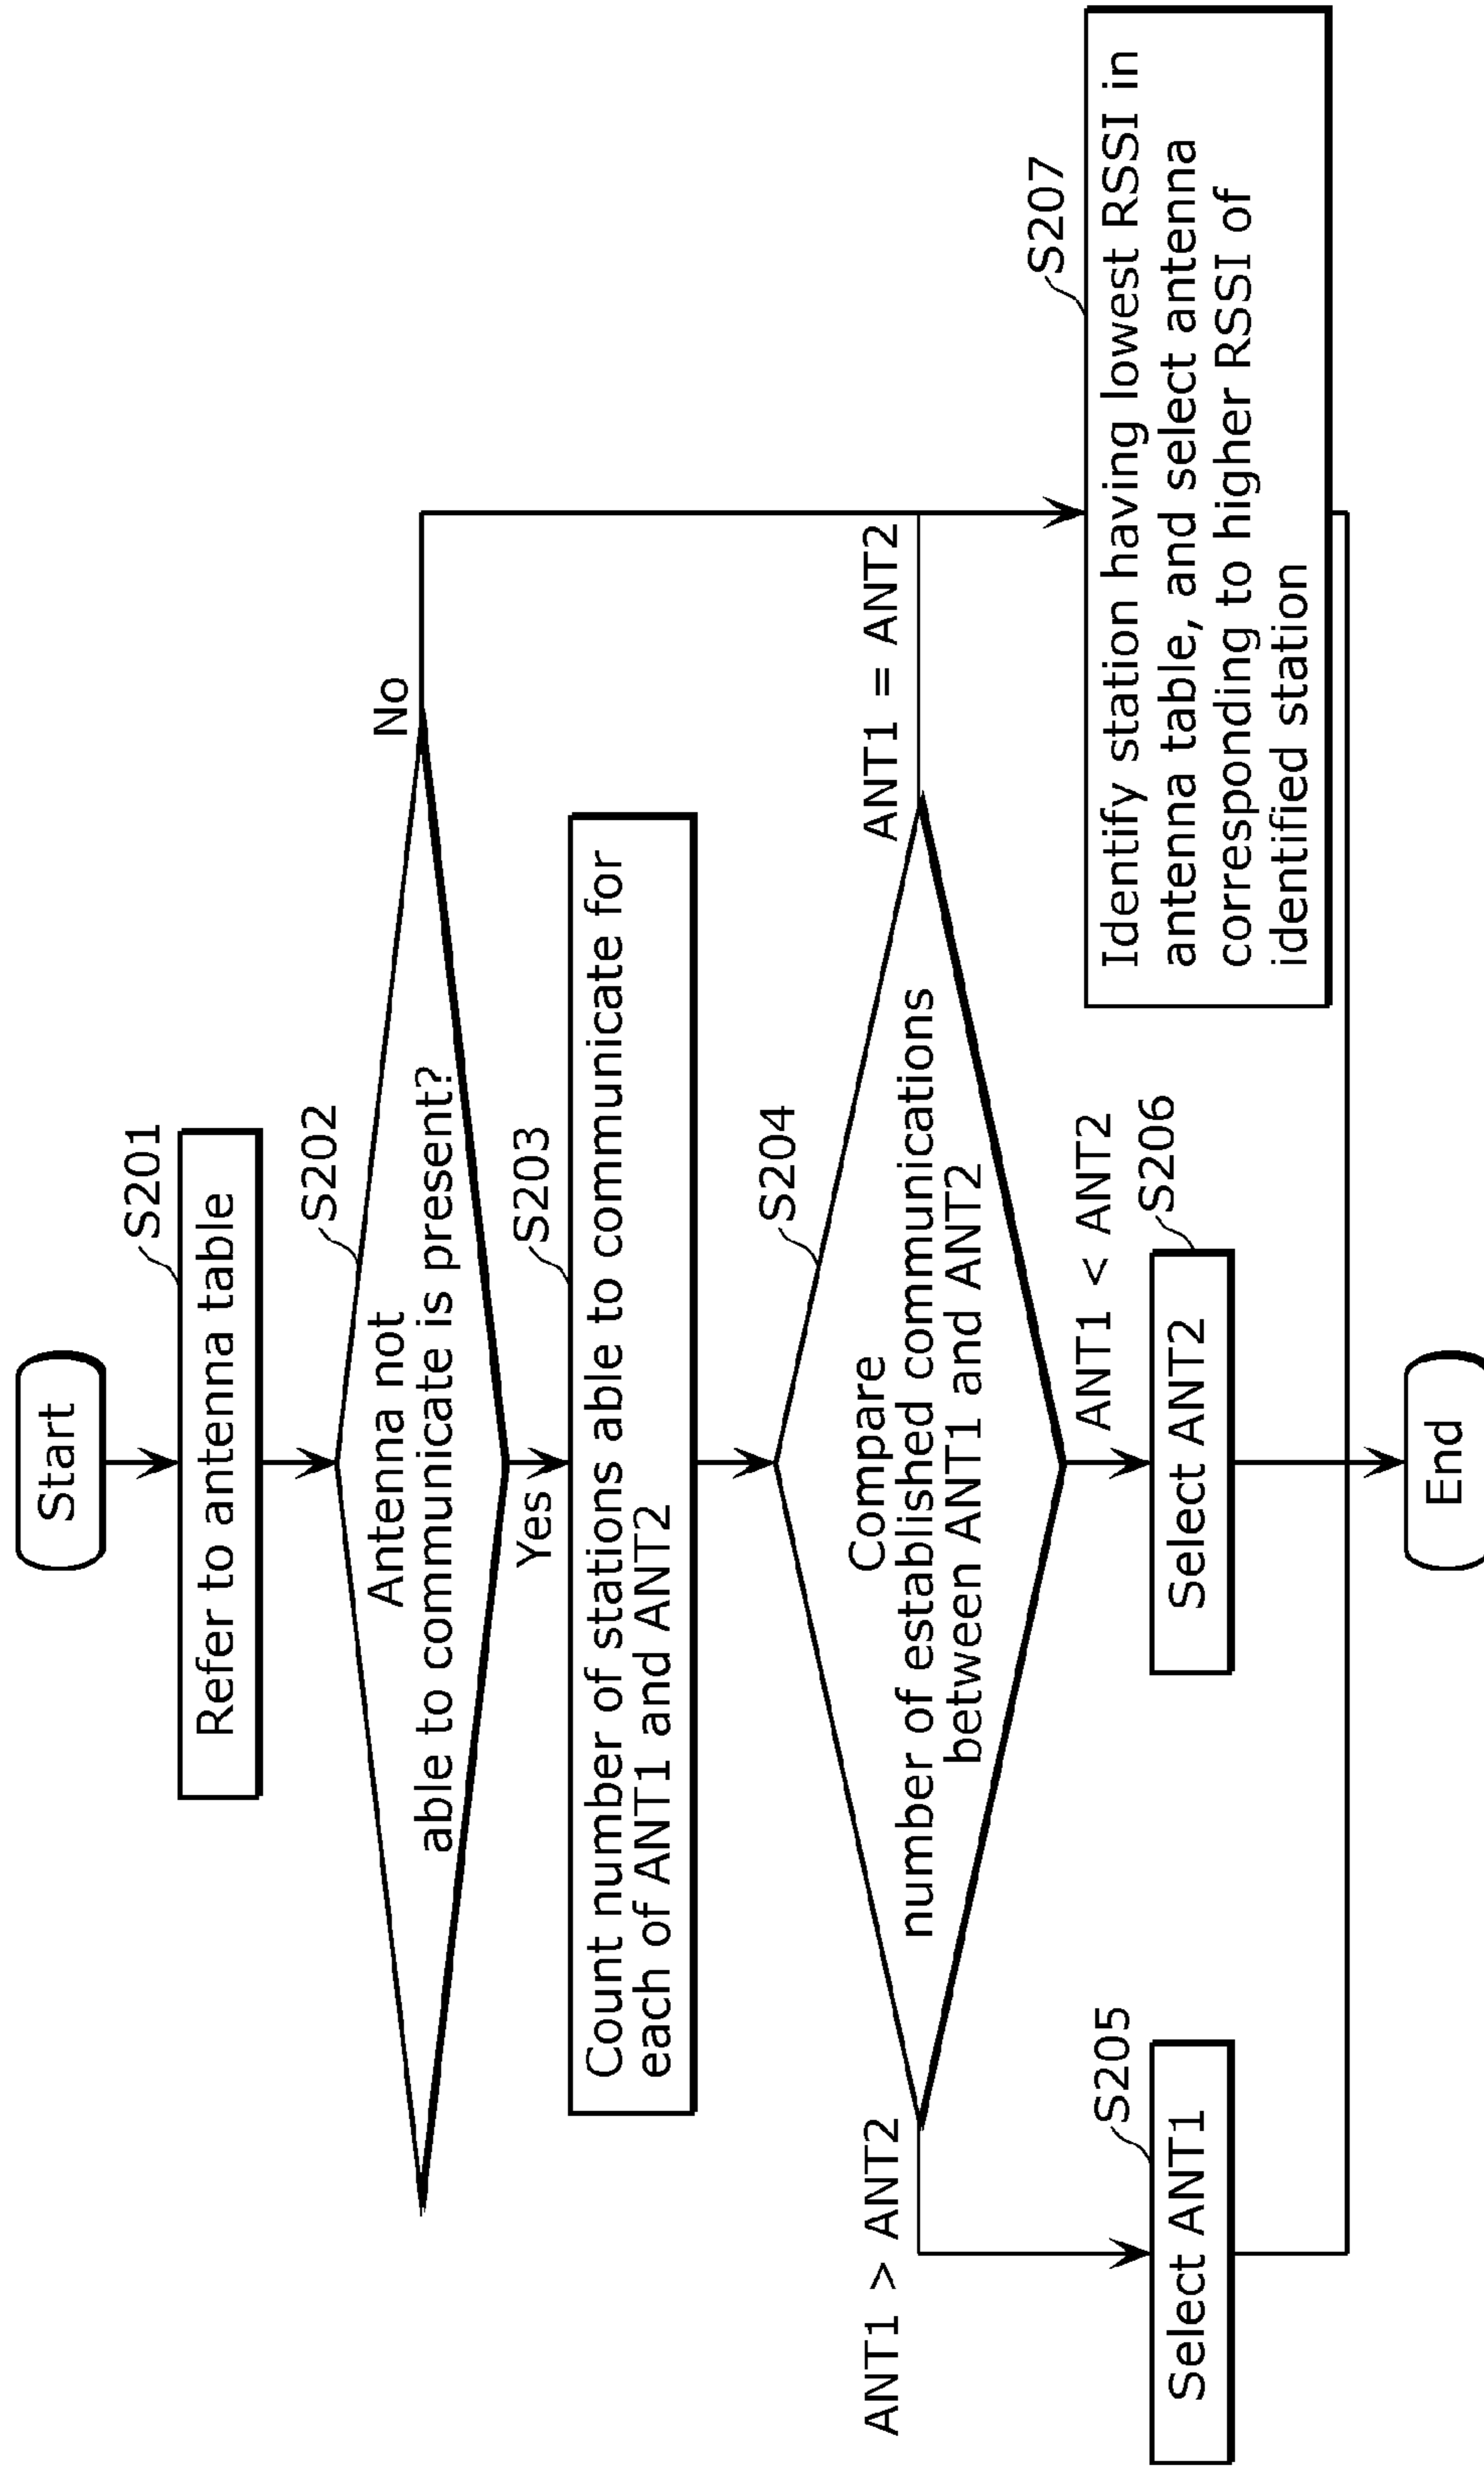 Start
S201
Refer to antenna table
S202
Antenna not
able to communicate is present?
No
Yes
S203
Count number of stations able to communicate for
each of ANT1 and ANT2
S204
Compare
number of established communications
between ANT1 and ANT2
ANT1 > ANT2
ANT1 = ANT2
ANT1 < ANT2
S205
Select ANT1
S206
Select ANT2
S207
Identify station having lowest RSSI in
antenna table, and select antenna
corresponding to higher RSSI of
identified station
End